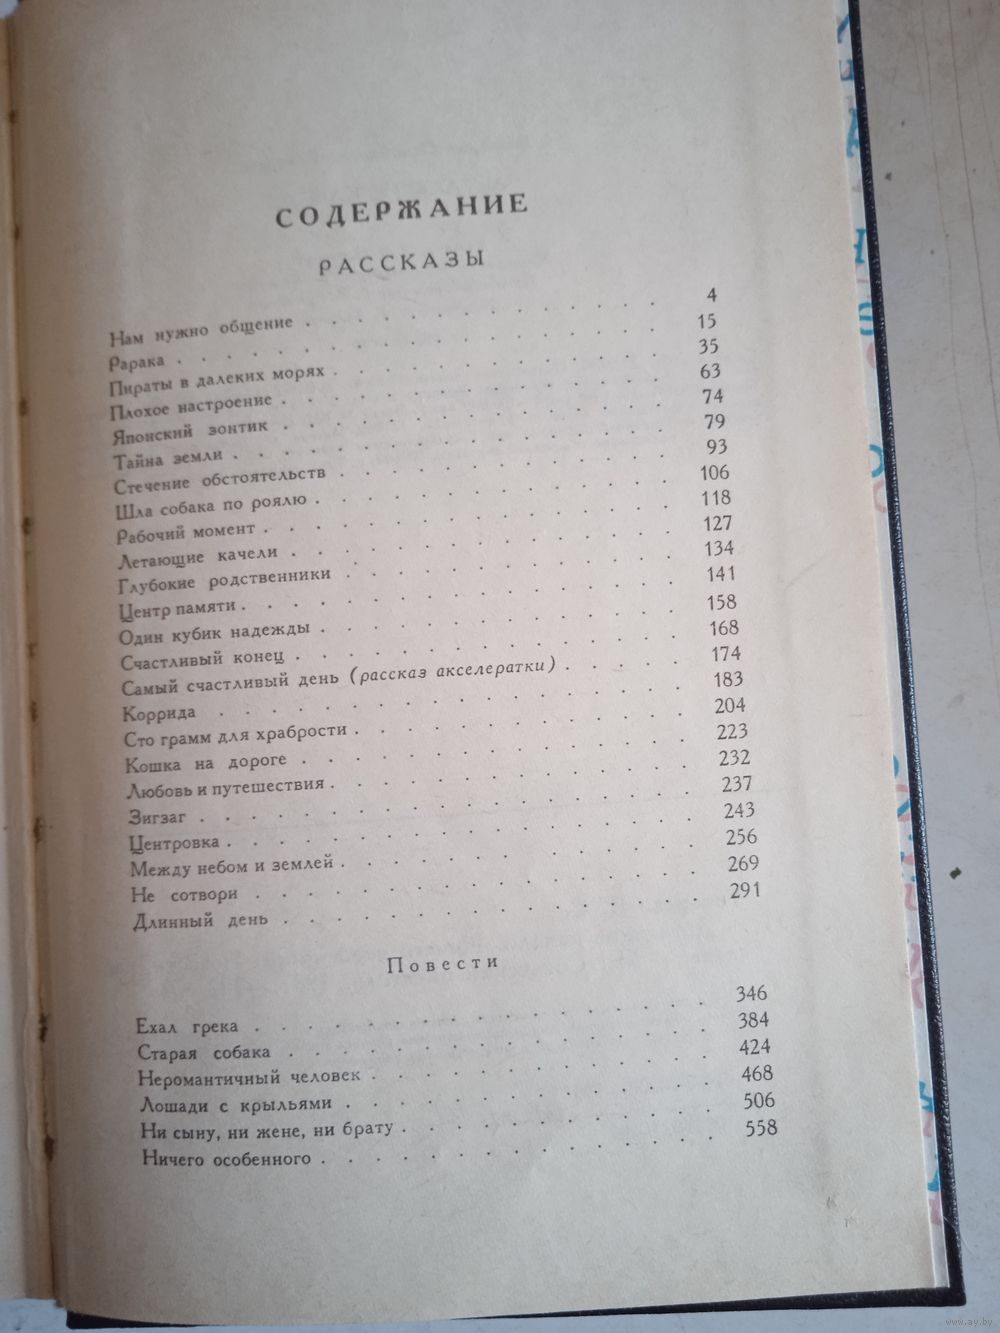 СОДЕРЖАНИЕ
РАССКАЗЫ
Нам нужно общение . . . . . . . . . . . . . . 4
Рарака . . . . . . . . . . . . . . . . . . . 15
Пираты в далеких морях . . . . . . . . . . . . . 35
Плохое настроение . . . . . . . . . . . . . . . 63
Японский зонтик . . . . . . . . . . . . . . . 74
Тайна земли . . . . . . . . . . . . . . . . . 79
Стечение обстоятельств . . . . . . . . . . . . . 93
Шла собака по роялю . . . . . . . . . . . . . . 106
Рабочий момент . . . . . . . . . . . . . . . . 118
Летающие качели . . . . . . . . . . . . . . . 127
Глубокие родственники . . . . . . . . . . . . . 134
Центр памяти . . . . . . . . . . . . . . . . . 141
Один кубик надежды . . . . . . . . . . . . . . 158
Счастливый конец . . . . . . . . . . . . . . . 168
Самый счастливый день (рассказ акселератки) . . . . . 174
Коррида . . . . . . . . . . . . . . . . . . 183
Сто грамм для храбрости . . . . . . . . . . . . . 204
Кошка на дороге . . . . . . . . . . . . . . . 223
Любовь и путешествия . . . . . . . . . . . . . . 232
Зигзаг . . . . . . . . . . . . . . . . . . . 237
Центровка . . . . . . . . . . . . . . . . . . 243
Между небом и землей . . . . . . . . . . . . . . 256
Не сотвори . . . . . . . . . . . . . . . . . 269
Длинный день . . . . . . . . . . . . . . . . 291
Повести
Ехал грека . . . . . . . . . . . . . . . . . 346
Старая собака . . . . . . . . . . . . . . . . 384
Неромантичный человек . . . . . . . . . . . . . 424
Лошади с крыльями . . . . . . . . . . . . . . 468
Ни сыну, ни жене, ни брату . . . . . . . . . . . . 506
Ничего особенного . . . . . . . . . . . . . . . 558
www.ay.by